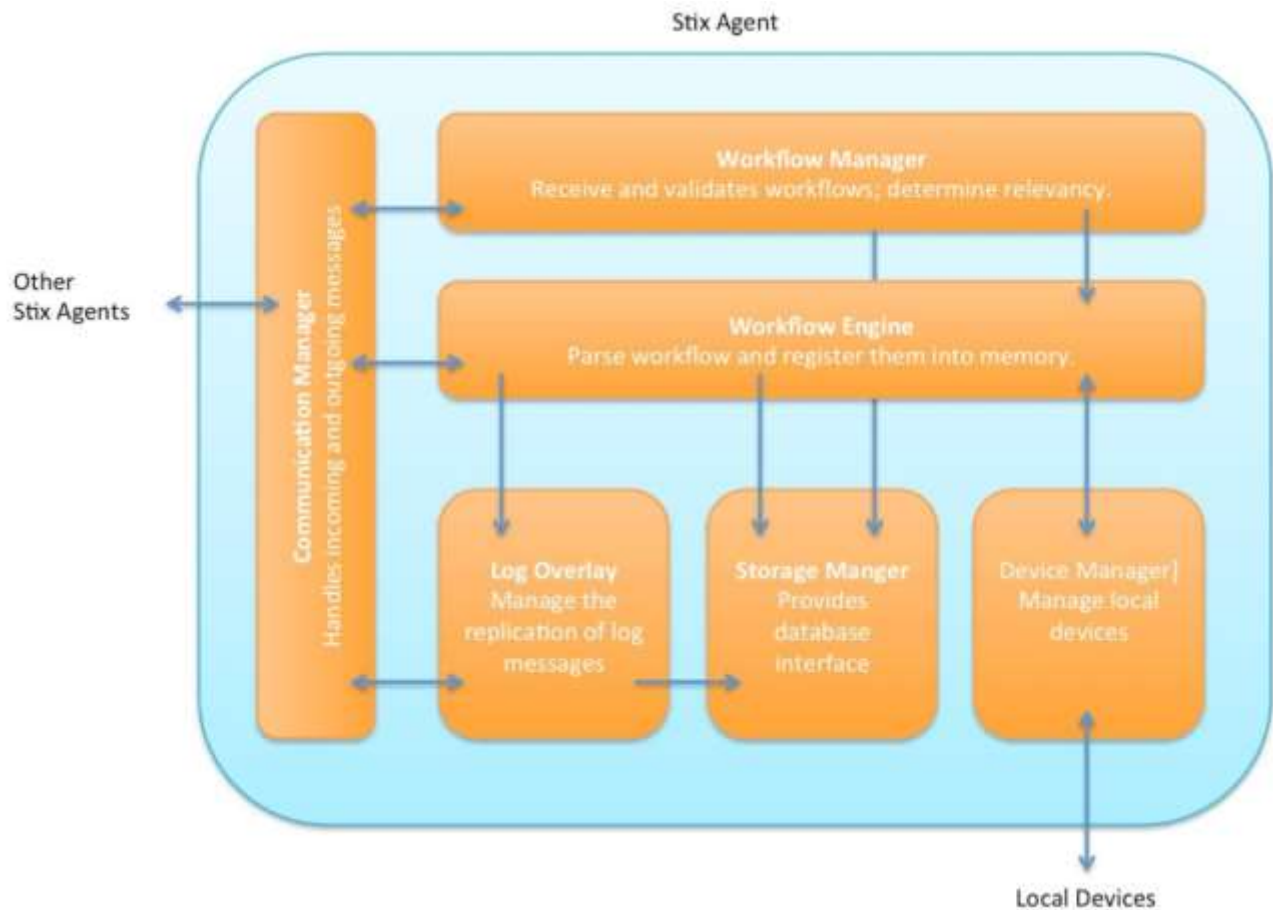 Stix Agent
Workflow Manager
Receive and validates workflows; determine relevancy.
Other
Stix Agents
Communication Manager
Handles incoming and outgoing messages
Workflow Engine
Parse workflow and register them into memory.
Log Overlay
Manage the
replication of log
messages
Storage Manger
Provides
database
interface
Device Manager]
Manage local
devices
Local Devices